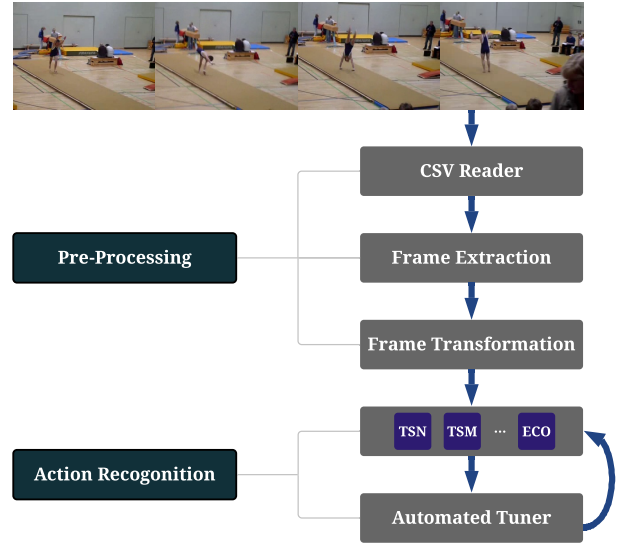 CSV Reader
Pre-Processing
Frame Extraction
Frame Transformation
TSN TSM ... ECO
Action Recogonition
Automated Tuner